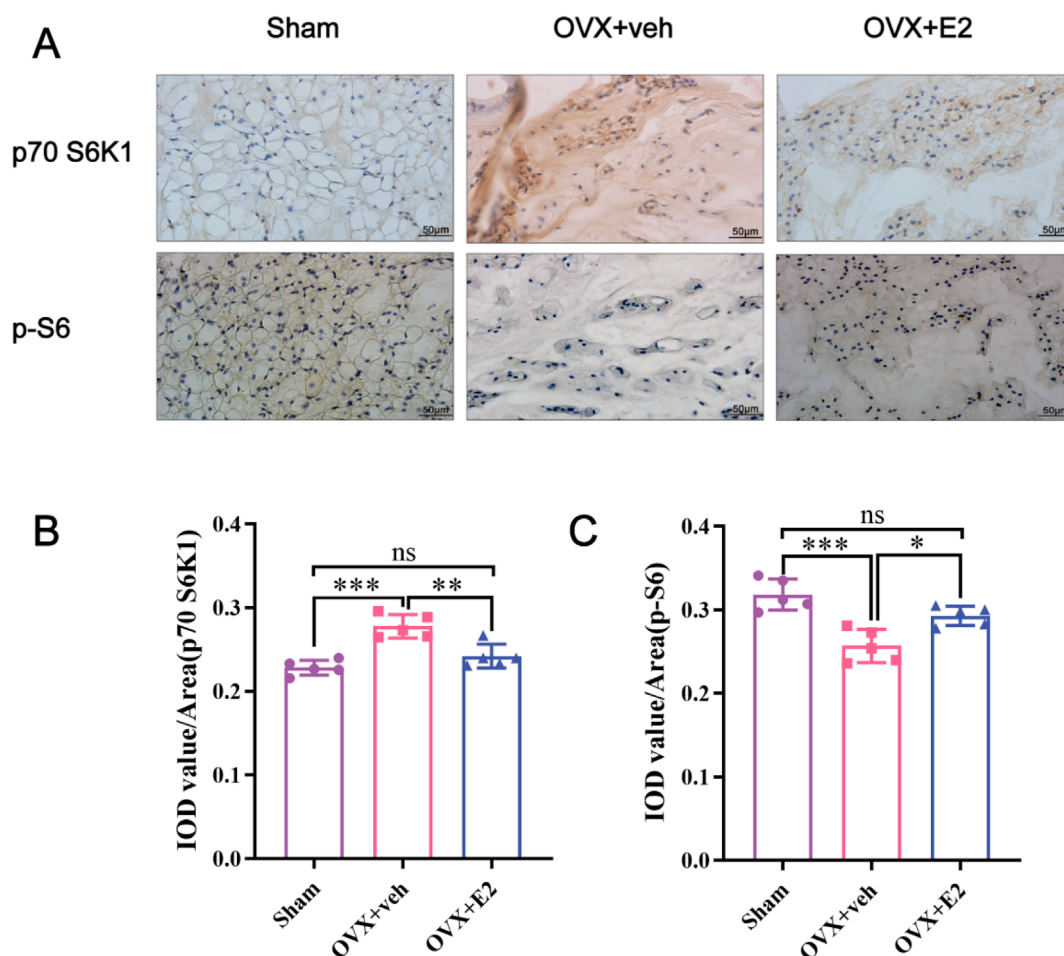 A
Sham OVX+veh OVX+E2
p70 S6K1
50μm 50μm 50μm
p-S6
50μm 50μm 50μm
B
IOD value/Area(p70 S6K1)
0.4
0.3
0.2
0.1
0.0
ns
*** **
Sham OVX+veh OVX+E2
C
IOD value/Area(p-S6)
0.4
0.3
0.2
0.1
0.0
ns
*** *
Sham OVX+veh OVX+E2